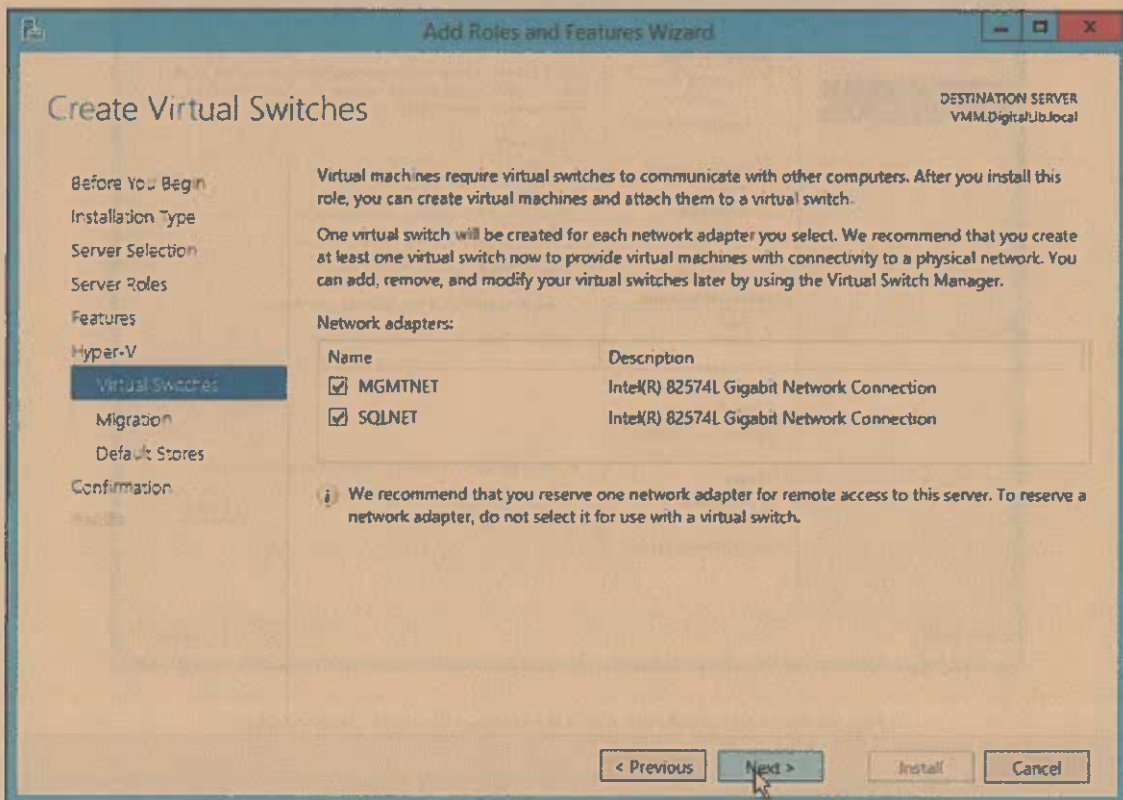 Add Roles and Features Wizard
Create Virtual Switches
DESTINATION SERVER
VMM.DigitalLib.local
Before You Begin
Installation Type
Server Selection
Server Roles
Features
Hyper-V
Virtual Switches
Migration
Default Stores
Confirmation
Results
Virtual machines require virtual switches to communicate with other computers. After you install this
role, you can create virtual machines and attach them to a virtual switch.
One virtual switch will be created for each network adapter you select. We recommend that you create
at least one virtual switch now to provide virtual machines with connectivity to a physical network. You
can add, remove, and modify your virtual switches later by using the Virtual Switch Manager.
Network adapters:
Name Description
MGMTNET Intel(R) 82574L Gigabit Network Connection
SQLNET Intel(R) 82574L Gigabit Network Connection
We recommend that you reserve one network adapter for remote access to this server. To reserve a
network adapter, do not select it for use with a virtual switch.
< Previous Next > Install Cancel